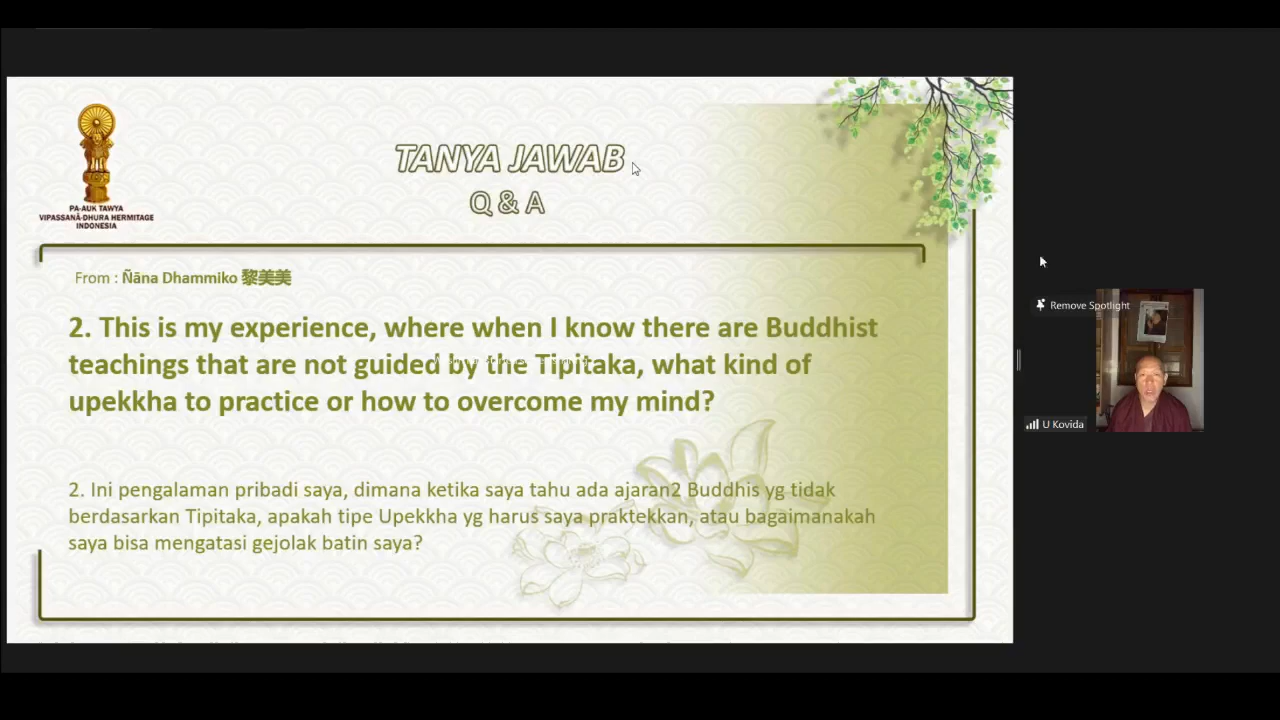 PA-AUK TAWYA
VIPASSANĀ-DHURA HERMITAGE
INDONESIA
TANYA JAWAB
Q & A
From : Ñāna Dhammiko 黎美美
2. This is my experience, where when I know there are Buddhist
teachings that are not guided by the Tipitaka, what kind of
upekkha to practice or how to overcome my mind?
2. Ini pengalaman pribadi saya, dimana ketika saya tahu ada ajaran2 Buddhis yg tidak
berdasarkan Tipitaka, apakah tipe Upekkha yg harus saya praktekkan, atau bagaimanakah
saya bisa mengatasi gejolak batin saya?
Remove Spotlight
U Kovida